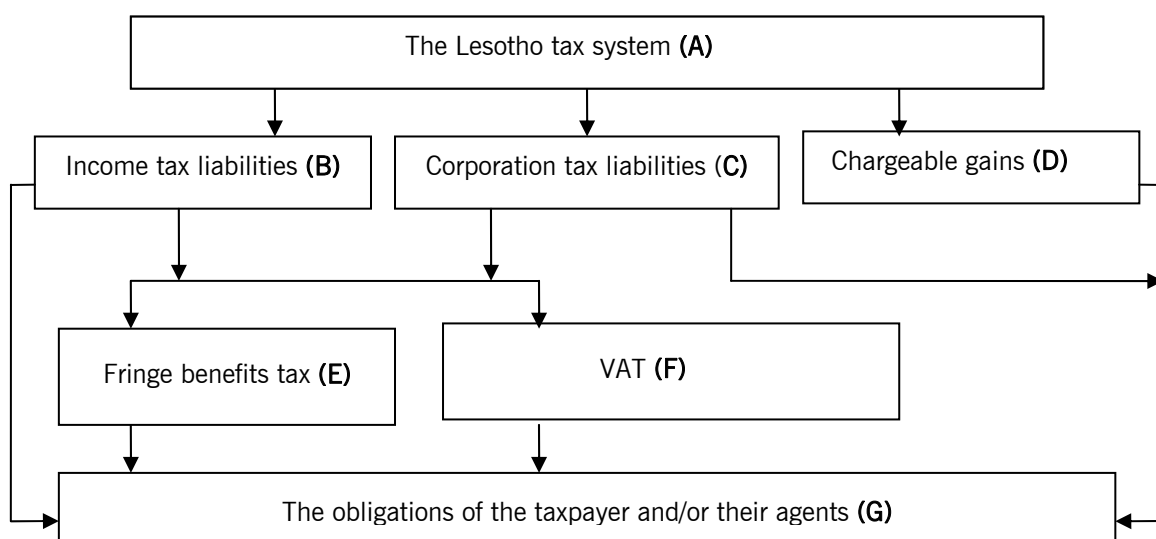 The Lesotho tax system (A)
Income tax liabilities (B)
Corporation tax liabilities (C)
Chargeable gains (D)
Fringe benefits tax (E)
VAT (F)
The obligations of the taxpayer and/or their agents (G)